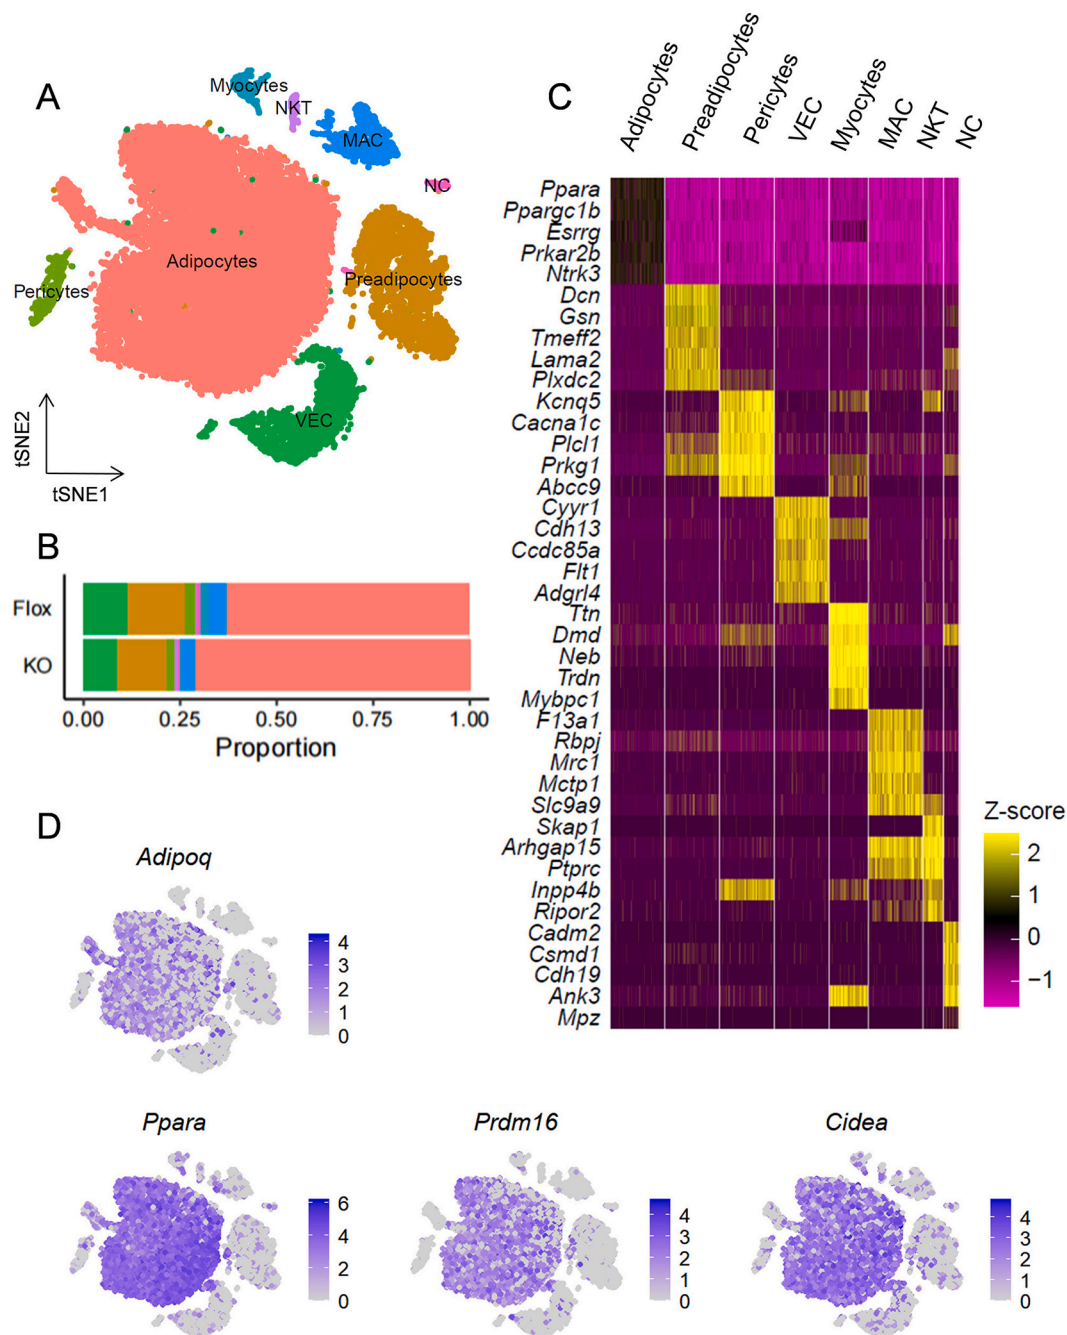 A
Myocytes
NKT
MAC
NC
Adipocytes
Preadipocytes
Pericytes
VEC
tSNE2
tSNE1
B
Flox
KO
0.00 0.25 0.50 0.75 1.00
Proportion
C
Adipocytes Preadipocytes Pericytes VEC Myocytes MAC NKT NC
Ppara
Ppargc1b
Esrrg
Prkar2b
Ntrk3
Dcn
Gsn
Tmeff2
Lama2
Plxdc2
Kcnq5
Cacna1c
Plcl1
Prkg1
Abcc9
Cyyr1
Cdh13
Ccdc85a
Flt1
Adgrl4
Ttn
Dmd
Neb
Trdn
Mybpc1
F13a1
Rbpj
Mrc1
Mctp1
Slc9a9
Skap1
Arhgap15
Ptprc
Inpp4b
Ripor2
Cadm2
Csmd1
Cdh19
Ank3
Mpz
Z-score
2
1
0
−1
D
Adipoq
4
3
2
1
0
Ppara
6
4
2
0
Prdm16
4
3
2
1
0
Cidea
4
3
2
1
0